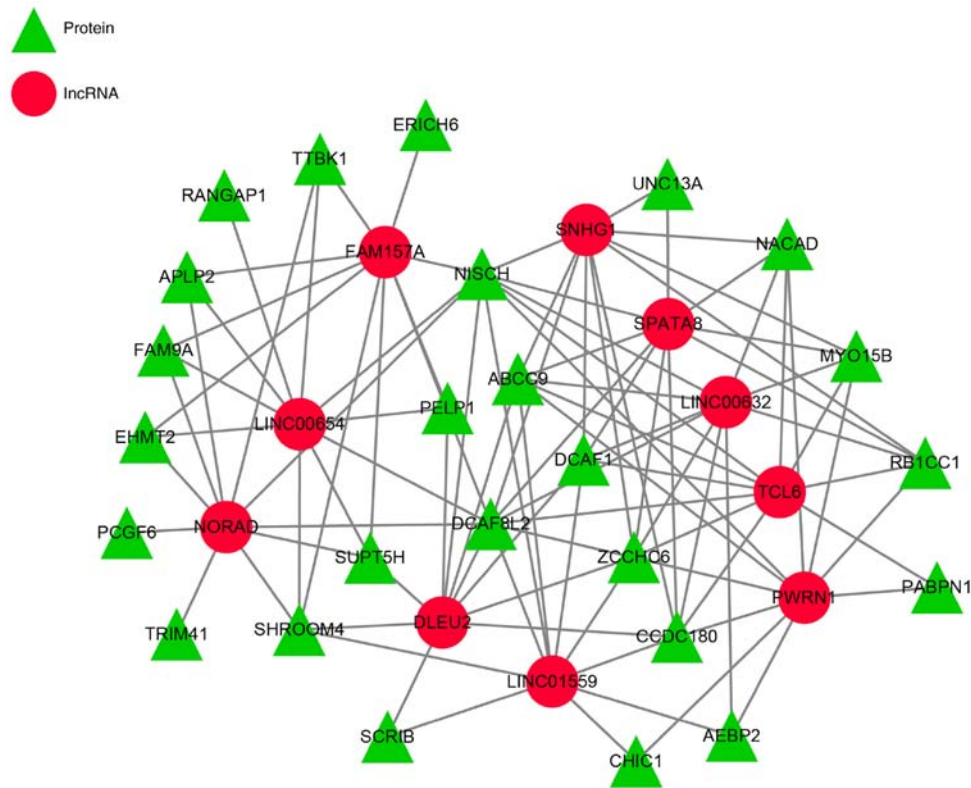 Protein
lncRNA
ERICH6
TTBK1
RANGAP1
UNC13A
SNHG1
FAM157A
NACAD
NISCH
APLP2
SPATA8
FAM9A
MYO15B
ABCC9
LINC00632
PELP1
LINC00654
EHMT2
DCAF1
RB1CC1
TCL6
NORAD
DCAF8L2
PCGF6
SUPT5H
ZCCHC6
PABPN1
PWRN1
DLEU2
TRIM41
SHROOM4
CCDC180
LINC01559
SCRIB
AEBP2
CHIC1